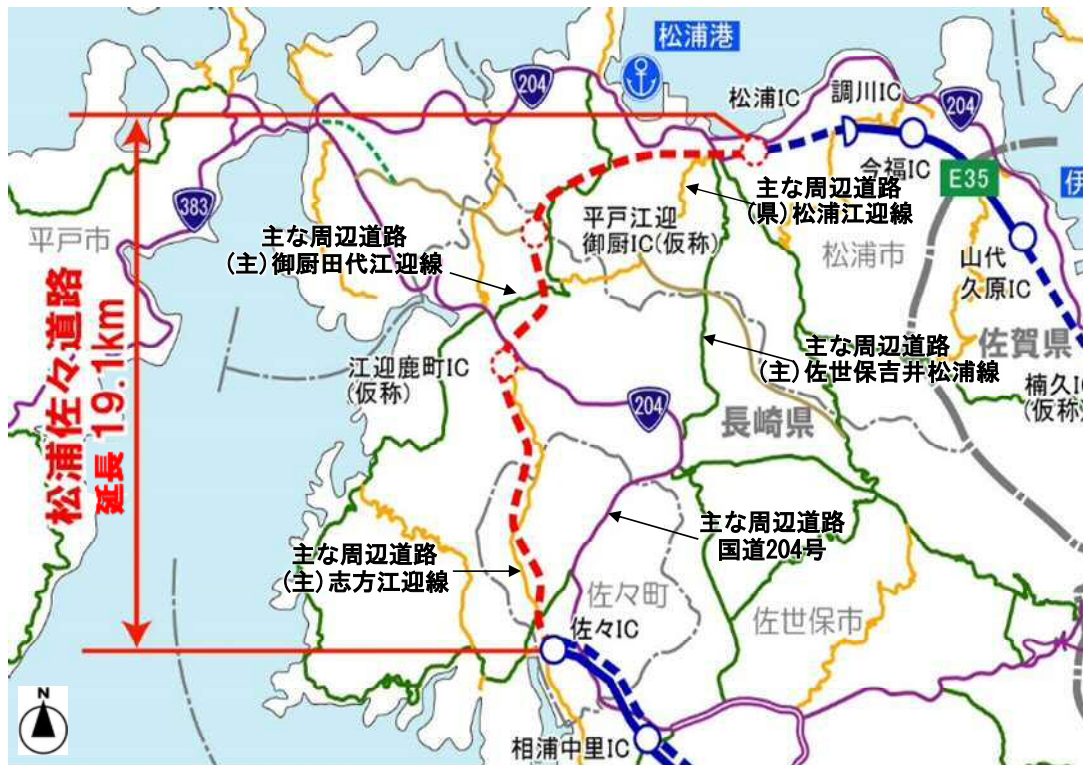 松浦港
204
松浦IC
調川IC
204
今福IC
E35
伊
383
平戸市
主な周辺道路
(主)御厨田代江迎線
平戸江迎
御厨IC(仮称)
主な周辺道路
(県)松浦江迎線
松浦市
山代
久原IC
佐賀県
楠久IC
(仮称)
松浦佐々道路
延長 19.1km
江迎鹿町IC
(仮称)
主な周辺道路
(主)佐世保吉井松浦線
204
長崎県
主な周辺道路
国道204号
主な周辺道路
(主)志方江迎線
佐々町
佐々IC
佐世保市
相浦中里IC
N